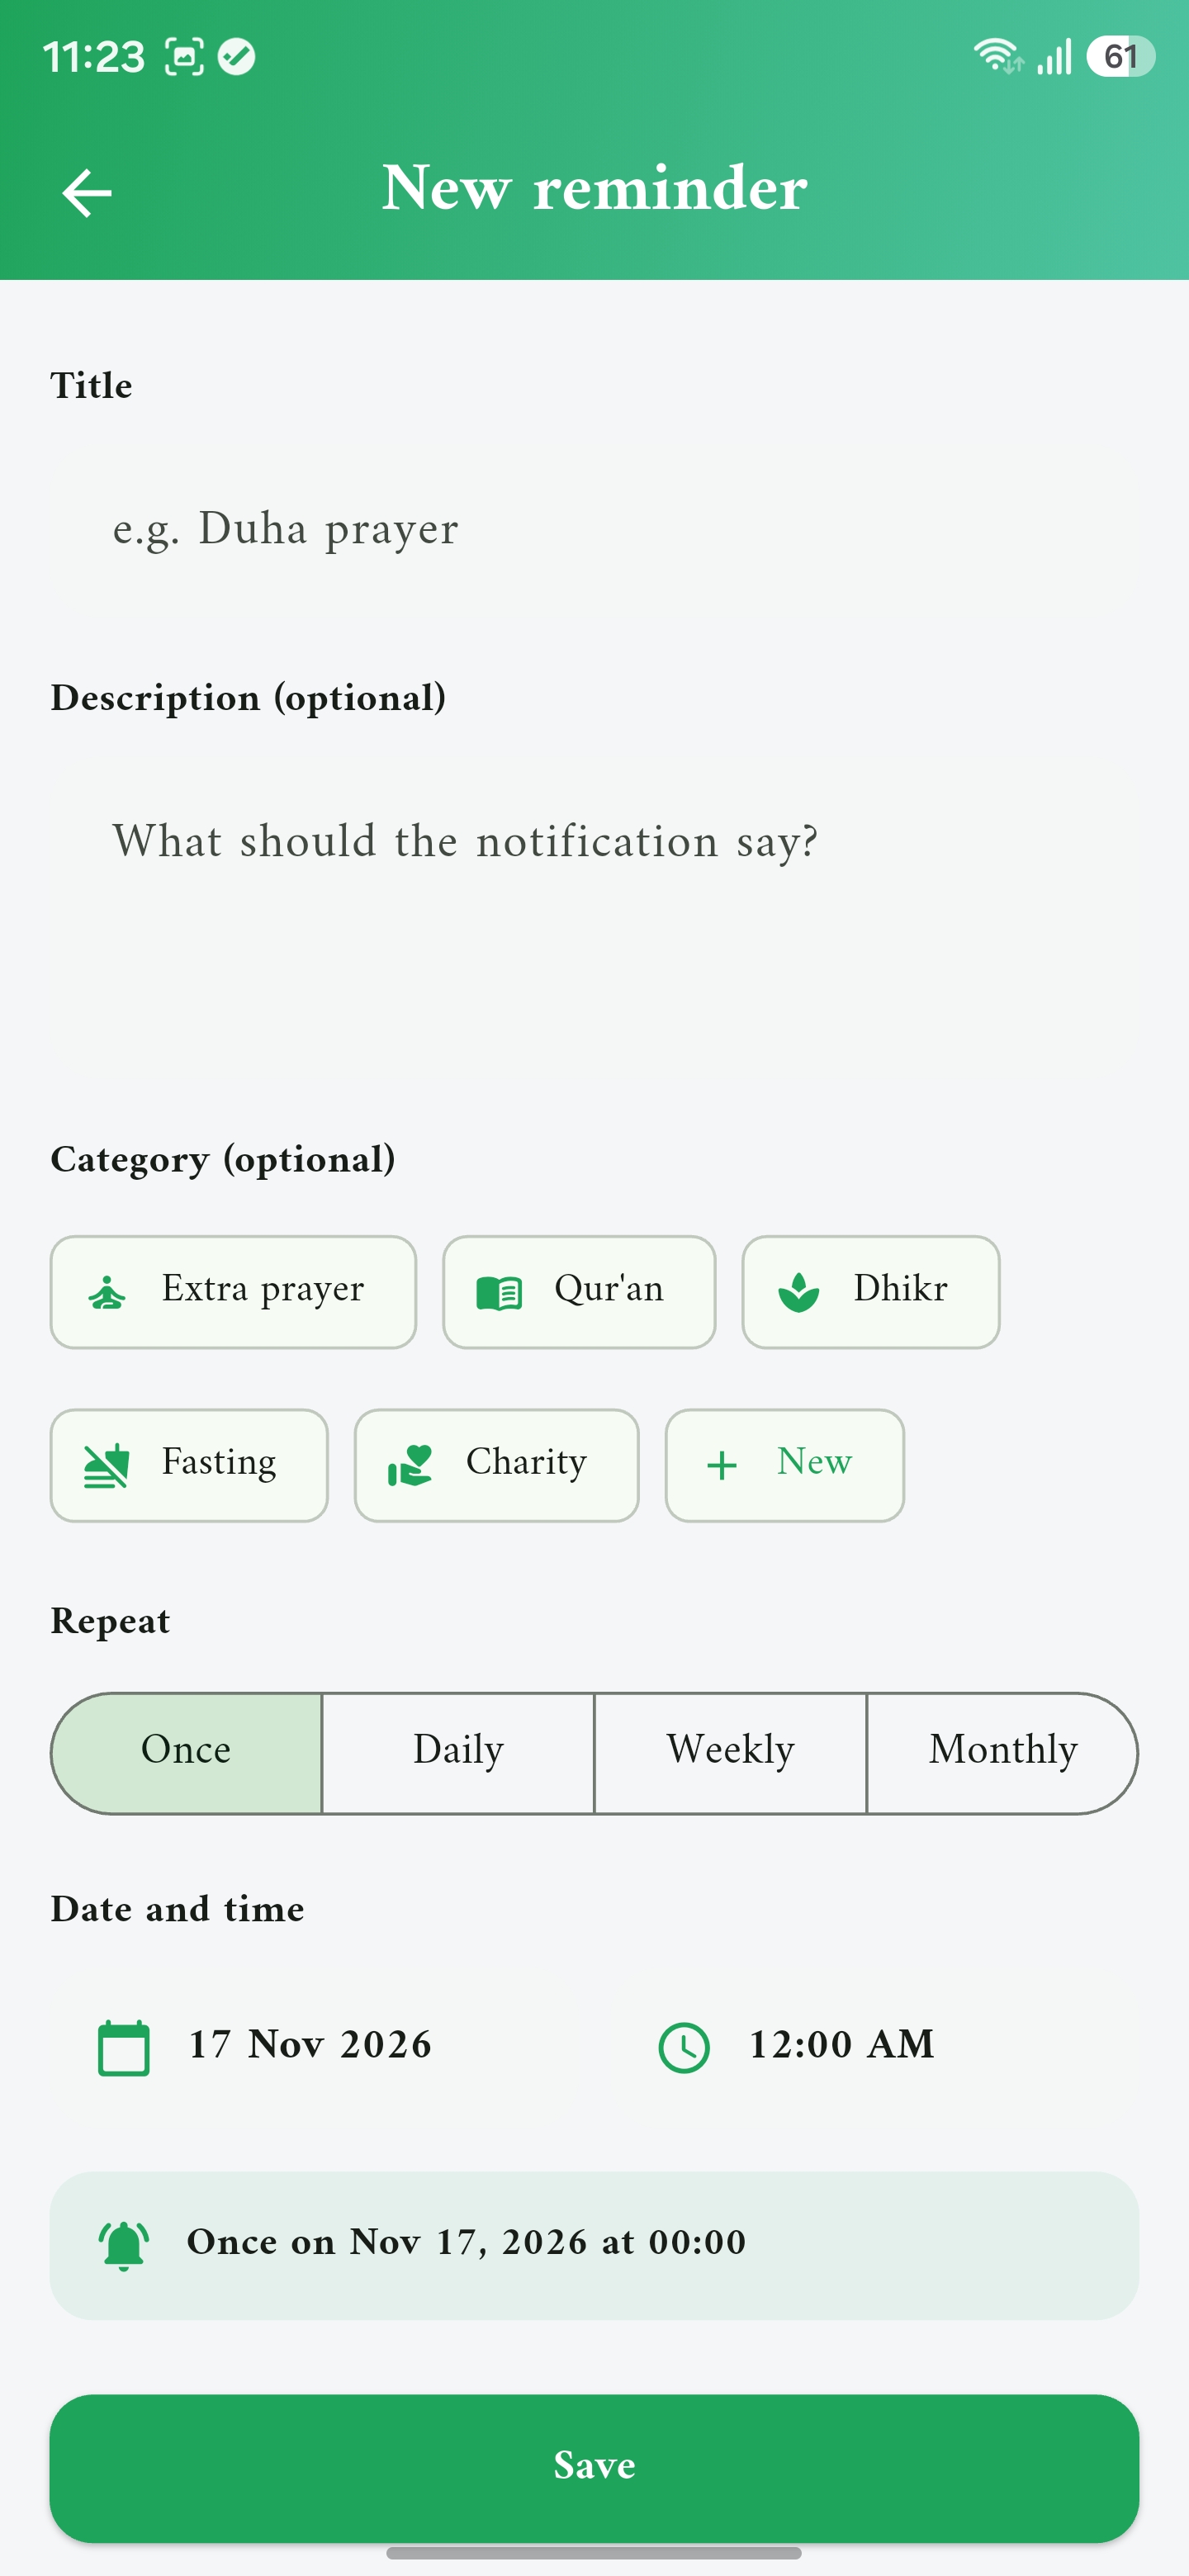 11:23
61
New reminder
Title
e.g. Duha prayer
Description (optional)
What should the notification say?
Category (optional)
Extra prayer
Qur'an
Dhikr
Fasting
Charity
New
Repeat
Once
Daily
Weekly
Monthly
Date and time
17 Nov 2026
12:00 AM
Once on Nov 17, 2026 at 00:00
Save